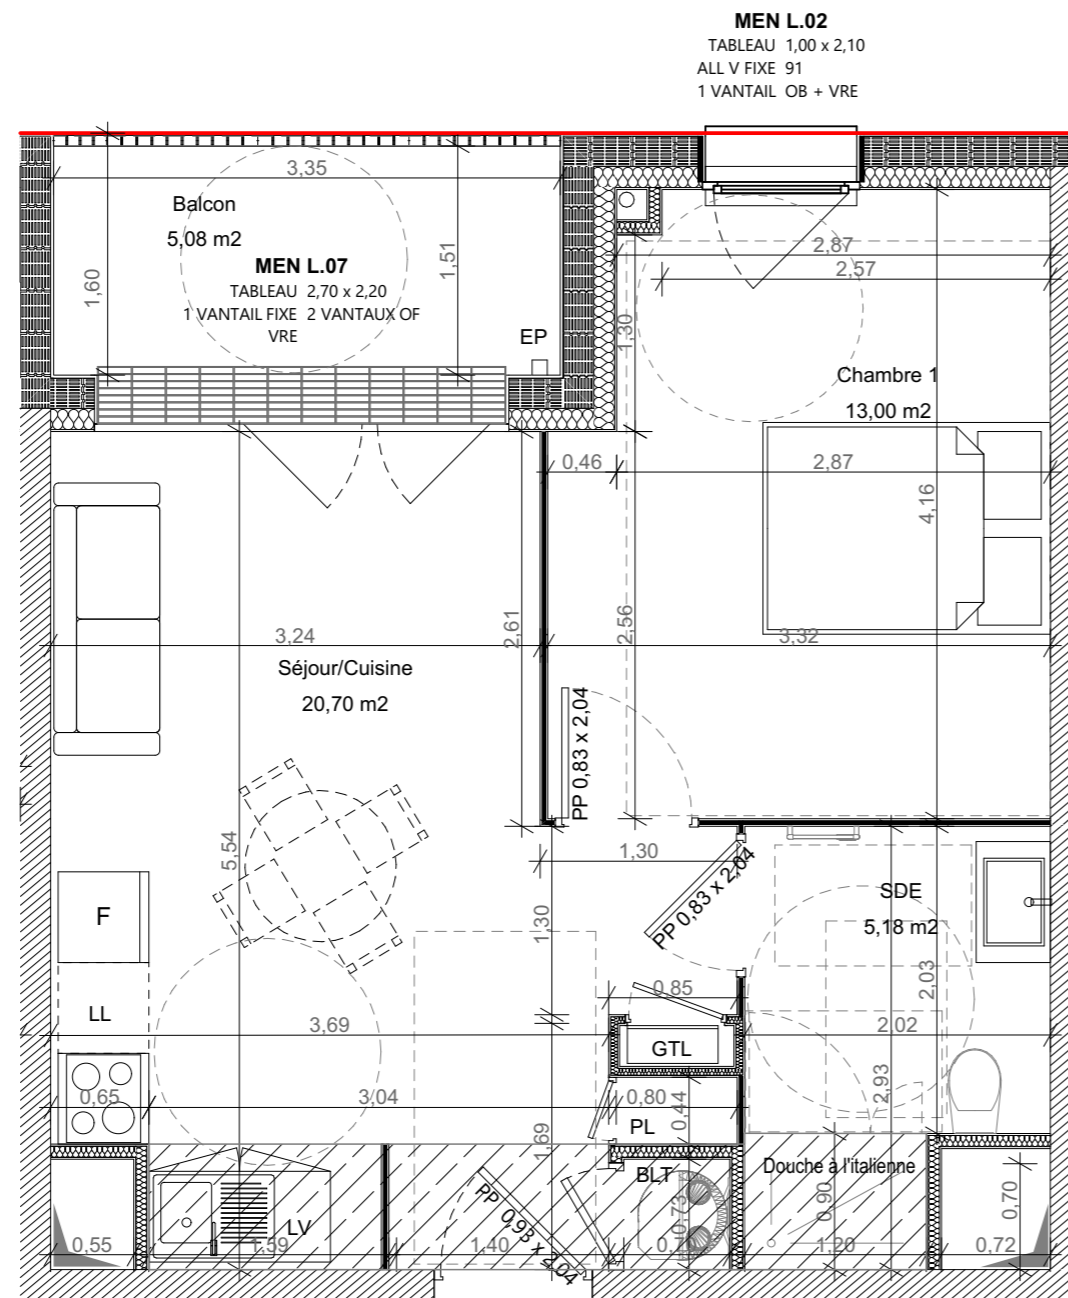 MEN L.02
TABLEAU 1,00 x 2,10
ALL V FIXE 91
1 VANTAIL OB + VRE
3,35
Balcon
5,08 m2
1,60
1,51
MEN L.07
TABLEAU 2,70 x 2,20
1 VANTAIL FIXE 2 VANTAUX OF
VRE
EP
2,87
2,57
1,30
Chambre 1
13,00 m2
0,46
2,87
4,16
3,24
2,61
2,56
3,32
Séjour/Cuisine
20,70 m2
PP 0,83 x 2,04
5,54
1,30
PP 0,83 x 2,04
SDE
5,18 m2
F
1,30
2,03
0,85
LL
3,69
GTL
2,02
0,65
3,04
0,80
0,44
2,93
PL
1,69
BLT
Douche à l'italienne
PP 0,93 x 2,04
0,73
0,90
0,70
LV
0,55
1,59
1,40
1,20
0,72